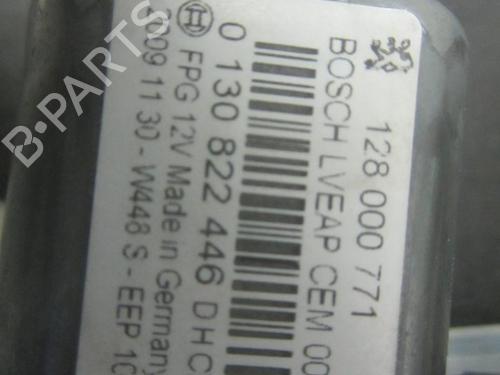 128 000 771
BOSCH LVEAP CEM 00
0 130 822 446 DHC
FPG 12V Made in Germany
009 11 30 - W448 S - EEP 10
B-PARTS